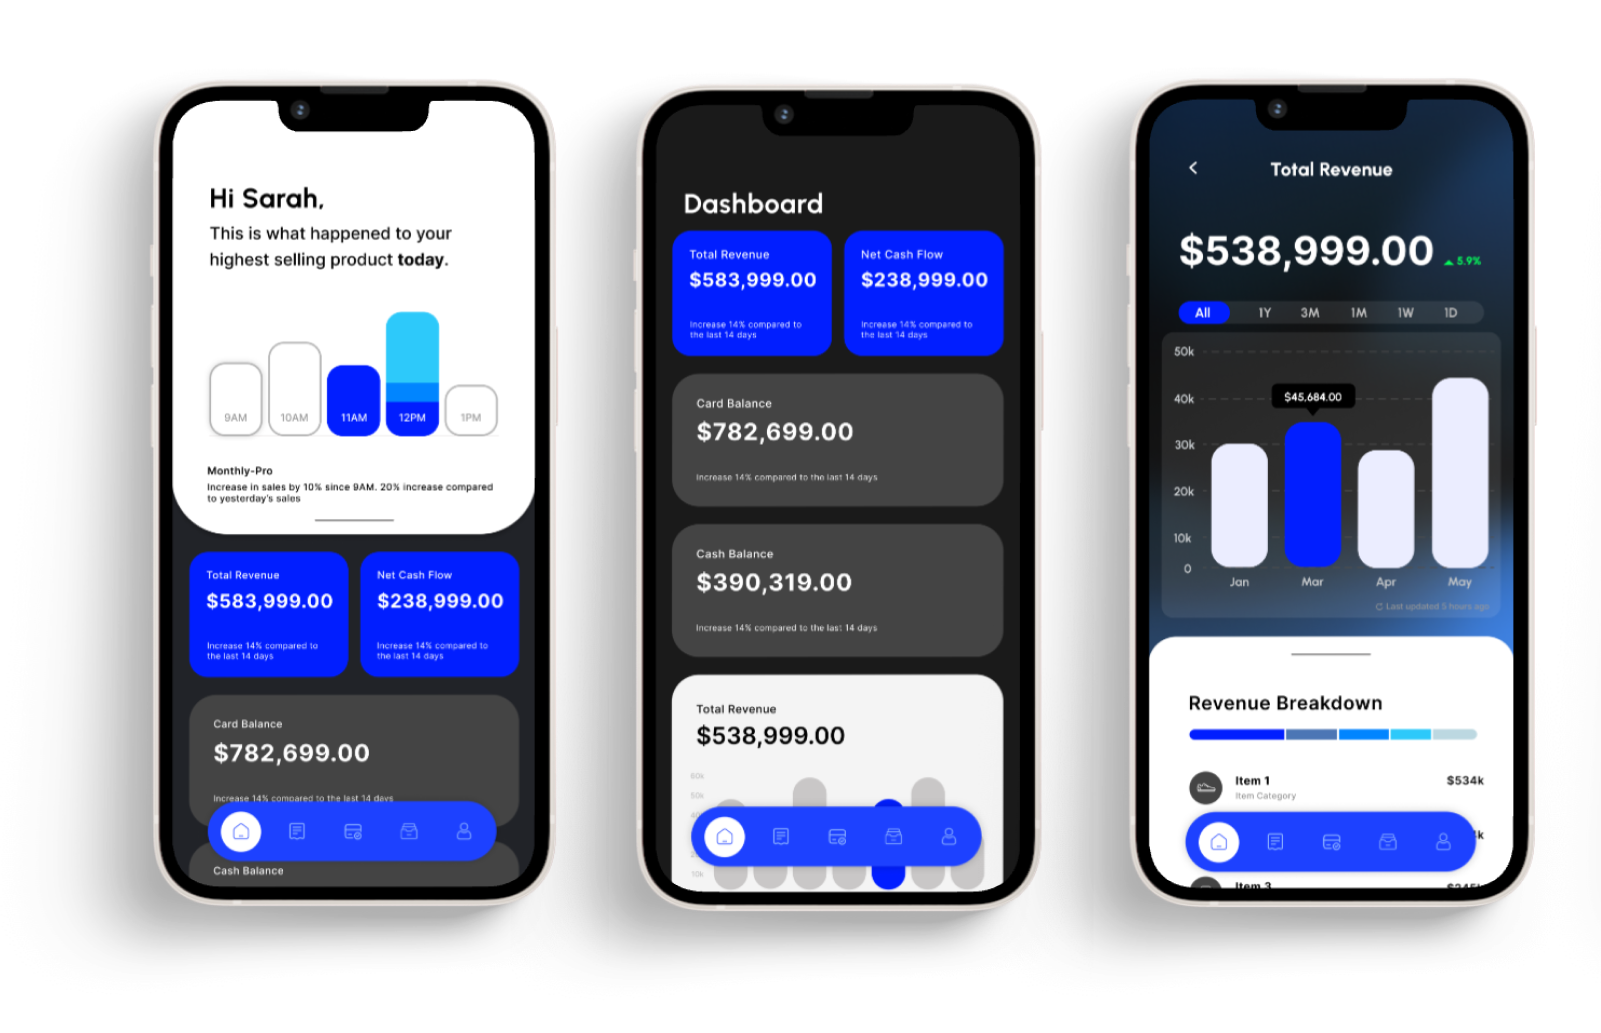 Hi Sarah,
This is what happened to your
highest selling product today.
9AM
10AM
11AM
12PM
1PM
Monthly-Pro
Increase in sales by 10% since 9AM. 20% increase compared
to yesterday's sales
Total Revenue
$583,999.00
Increase 14% compared to
the last 14 days
Net Cash Flow
$238,999.00
Increase 14% compared to
the last 14 days
Card Balance
$782,699.00
Increase 14% compared to the last 14 days
Cash Balance
Dashboard
Total Revenue
$583,999.00
Increase 14% compared to
the last 14 days
Net Cash Flow
$238,999.00
Increase 14% compared to
the last 14 days
Card Balance
$782,699.00
Increase 14% compared to the last 14 days
Cash Balance
$390,319.00
Increase 14% compared to the last 14 days
Total Revenue
$538,999.00
60k
50k
10k
Total Revenue
$538,999.00
5.9%
All
1Y
3M
1M
1W
1D
50k
40k
30k
20k
10k
0
$45,684.00
Jan
Mar
Apr
May
Last updated 5 hours ago
Revenue Breakdown
Item 1
$534k
Item Category
Item 3